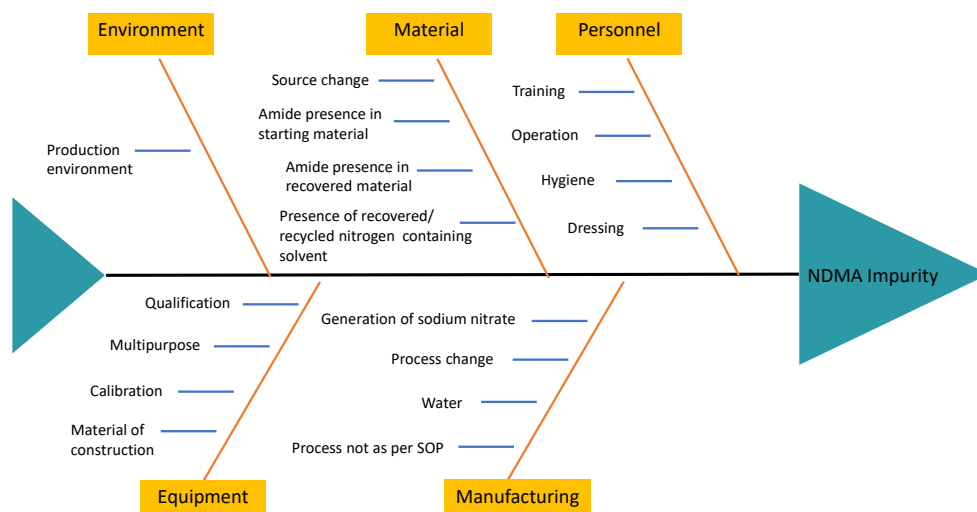 Environment
Material
Personnel
Source change
Training
Amide presence in
starting material
Operation
Production
environment
Amide presence in
recovered material
Hygiene
Presence of recovered/
recycled nitrogen containing
solvent
Dressing
NDMA Impurity
Qualification
Generation of sodium nitrate
Multipurpose
Process change
Calibration
Water
Material of
construction
Process not as per SOP
Equipment
Manufacturing